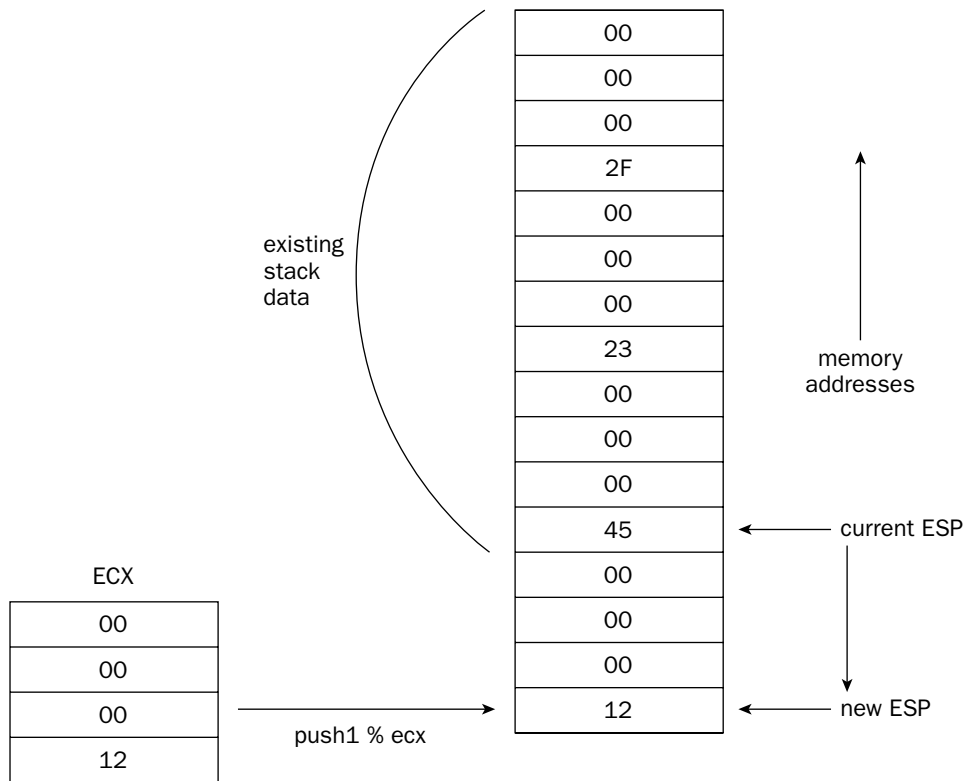 00
00
00
2F
00
00
00
23
00
00
00
45
00
00
00
12
existing
stack
data
memory
addresses
current ESP
new ESP
ECX
00
00
00
12
push1 % ecx